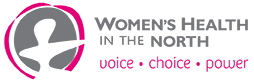 WOMEN'S HEALTH
IN THE NORTH
voice • choice • power